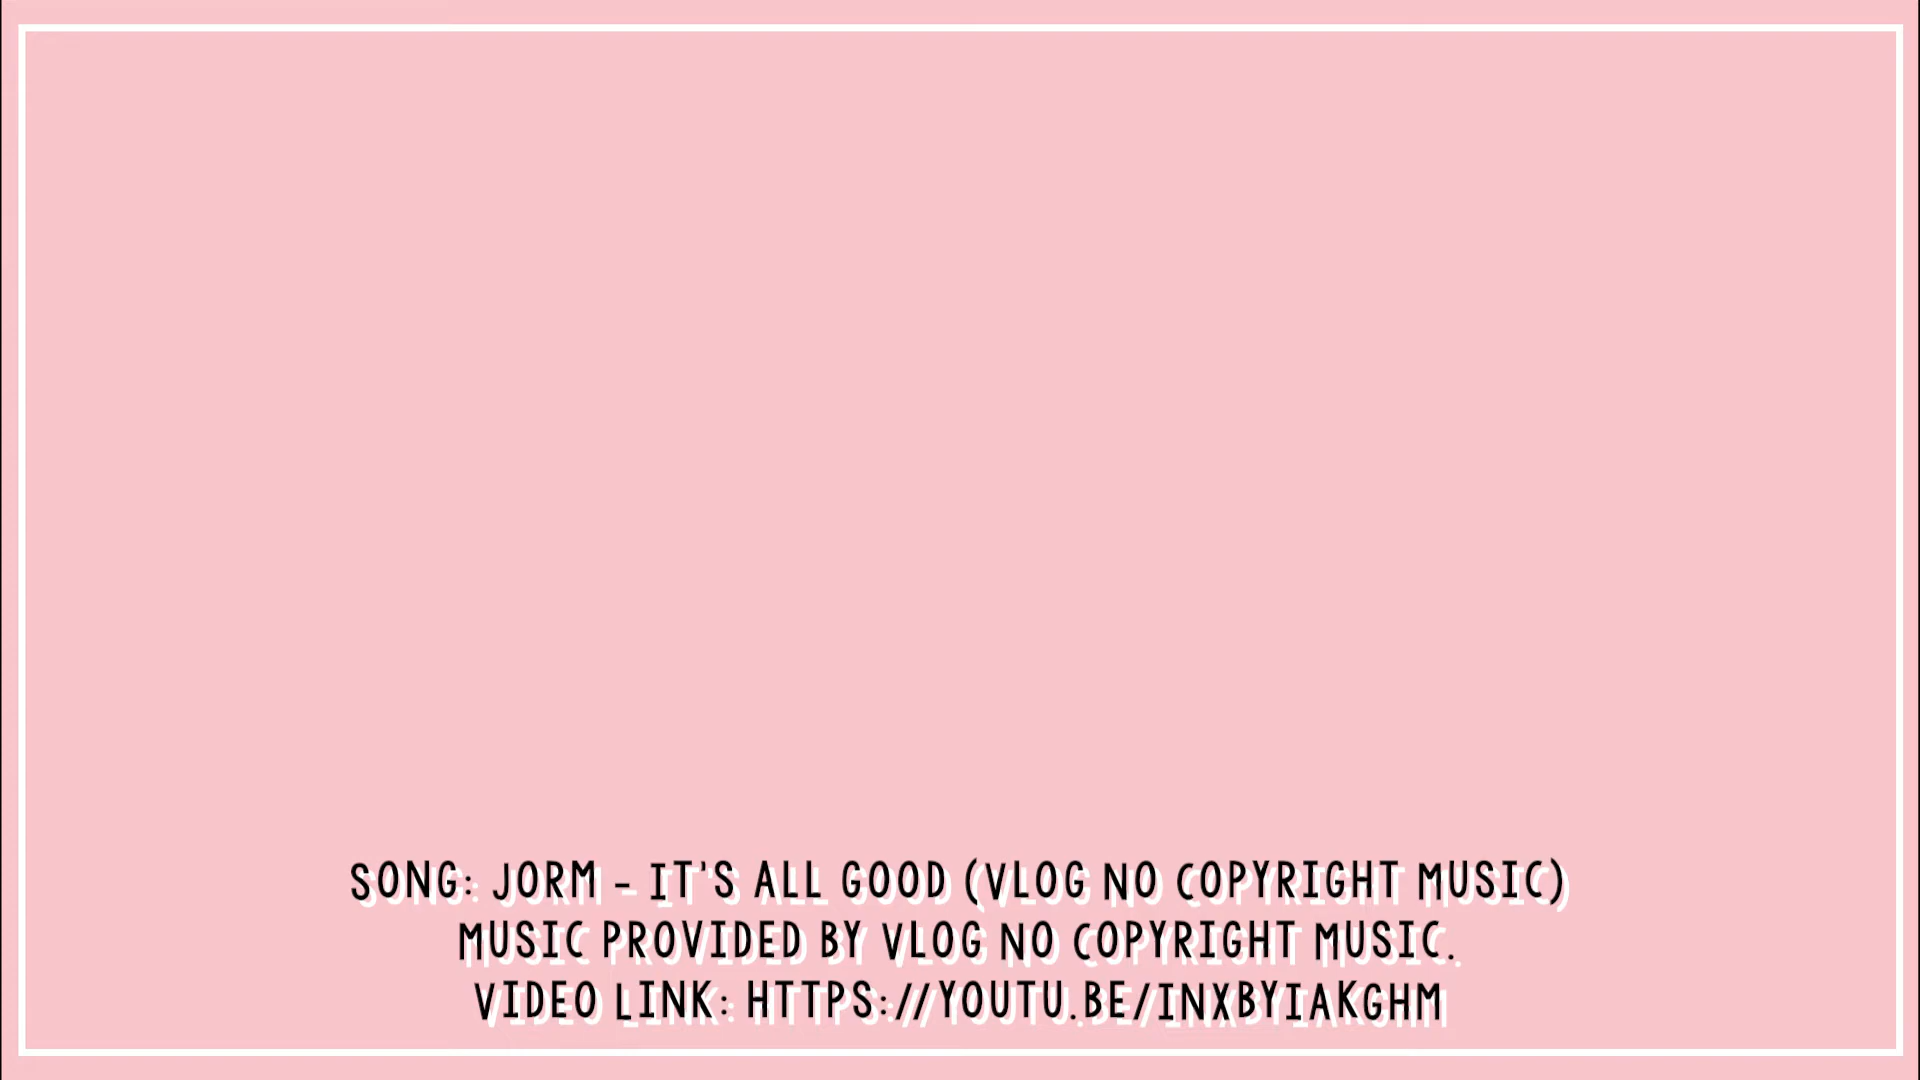 SONG: JORM - IT'S ALL GOOD (VLOG NO COPYRIGHT MUSIC)
MUSIC PROVIDED BY VLOG NO COPYRIGHT MUSIC.
VIDEO LINK: HTTPS://YOUTU.BE/INXBYIAKGHM